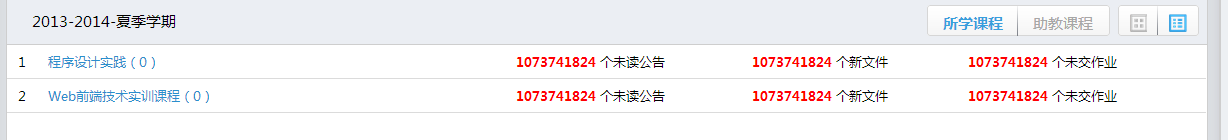 2013-2014-夏季学期 所学课程 助教课程
1 程序设计实践（0） 1073741824 个未读公告 1073741824 个新文件 1073741824 个未交作业
2 Web前端技术实训课程（0） 1073741824 个未读公告 1073741824 个新文件 1073741824 个未交作业